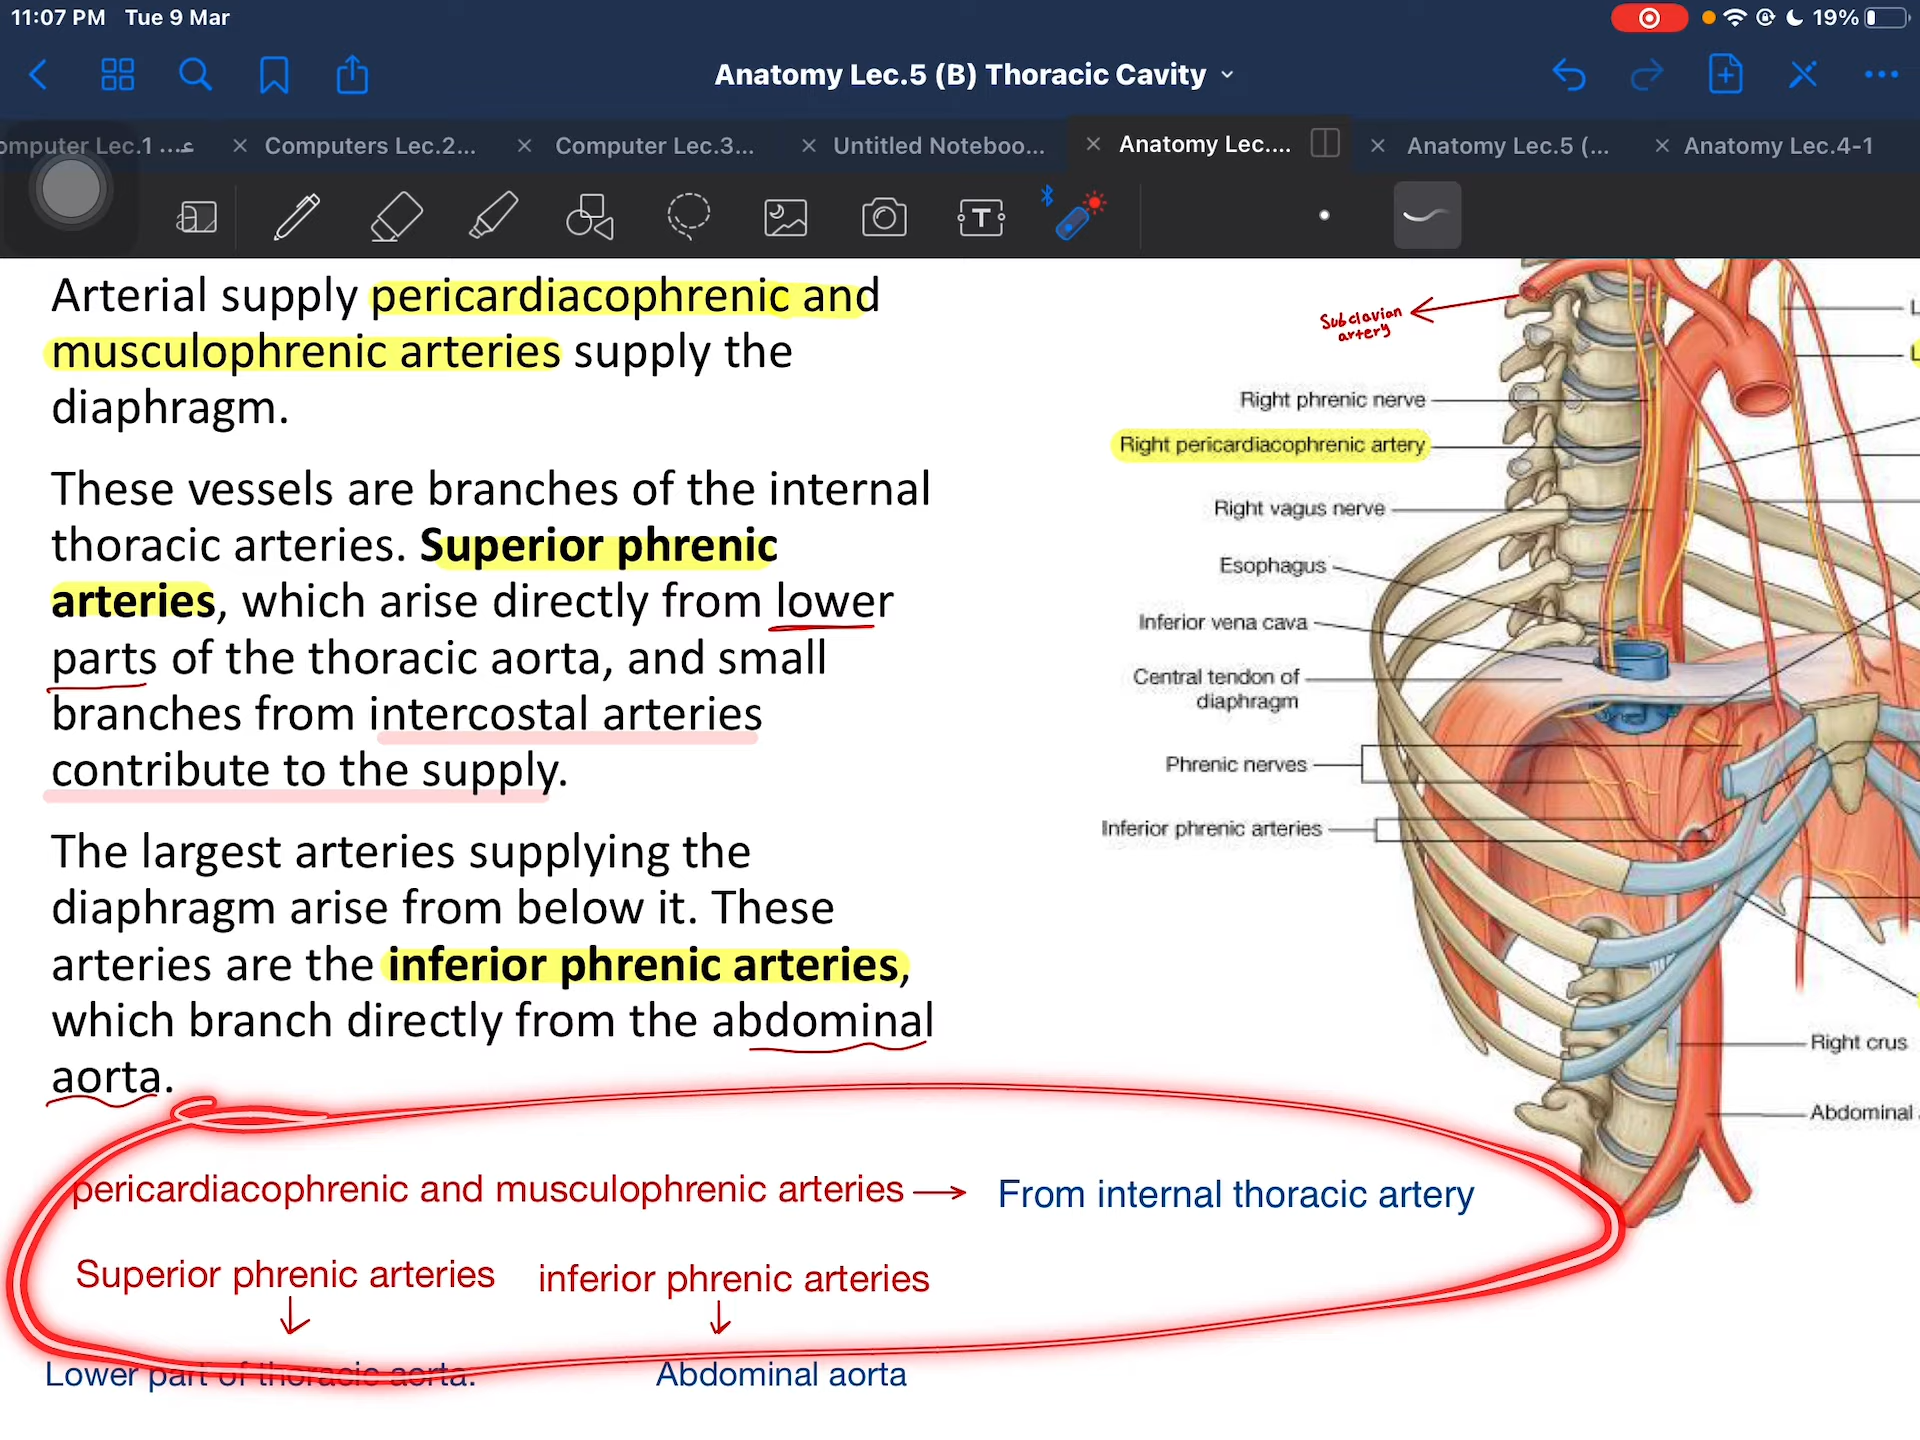 11:07 PM Tue 9 Mar
19%
Anatomy Lec.5 (B) Thoracic Cavity
omputer Lec.1 ...
Computers Lec.2...
Computer Lec.3...
Untitled Noteboo...
Anatomy Lec....
Anatomy Lec.5 (...
Anatomy Lec.4-1
Arterial supply pericardiacophrenic and
musculophrenic arteries supply the
diaphragm.
These vessels are branches of the internal
thoracic arteries. Superior phrenic
arteries, which arise directly from lower
parts of the thoracic aorta, and small
branches from intercostal arteries
contribute to the supply.
The largest arteries supplying the
diaphragm arise from below it. These
arteries are the inferior phrenic arteries,
which branch directly from the abdominal
aorta.
Subclavian
artery
Right phrenic nerve
Right pericardiacophrenic artery
Right vagus nerve
Esophagus
Inferior vena cava
Central tendon of
diaphragm
Phrenic nerves
Inferior phrenic arteries
L
L
Right crus
Abdominal
pericardiacophrenic and musculophrenic arteries → From internal thoracic artery
Superior phrenic arteries inferior phrenic arteries
Lower part of thoracic aorta. Abdominal aorta